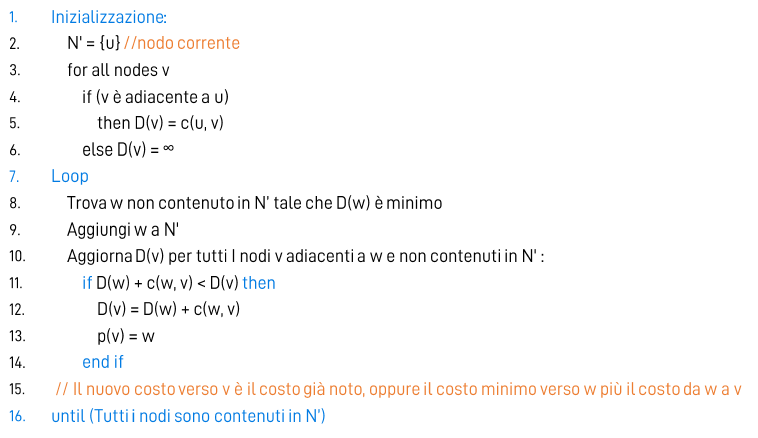 1. Inizializzazione:
2. N' = {u} //nodo corrente
3. for all nodes v
4. if (v è adiacente a u)
5. then D(v) = c(u, v)
6. else D(v) = ∞
7. Loop
8. Trova w non contenuto in N' tale che D(w) è minimo
9. Aggiungi w a N'
10. Aggiorna D(v) per tutti I nodi v adiacenti a w e non contenuti in N' :
11. if D(w) + c(w, v) < D(v) then
12. D(v) = D(w) + c(w, v)
13. p(v) = w
14. end if
15. // Il nuovo costo verso v è il costo già noto, oppure il costo minimo verso w più il costo da w a v
16. until (Tutti i nodi sono contenuti in N')